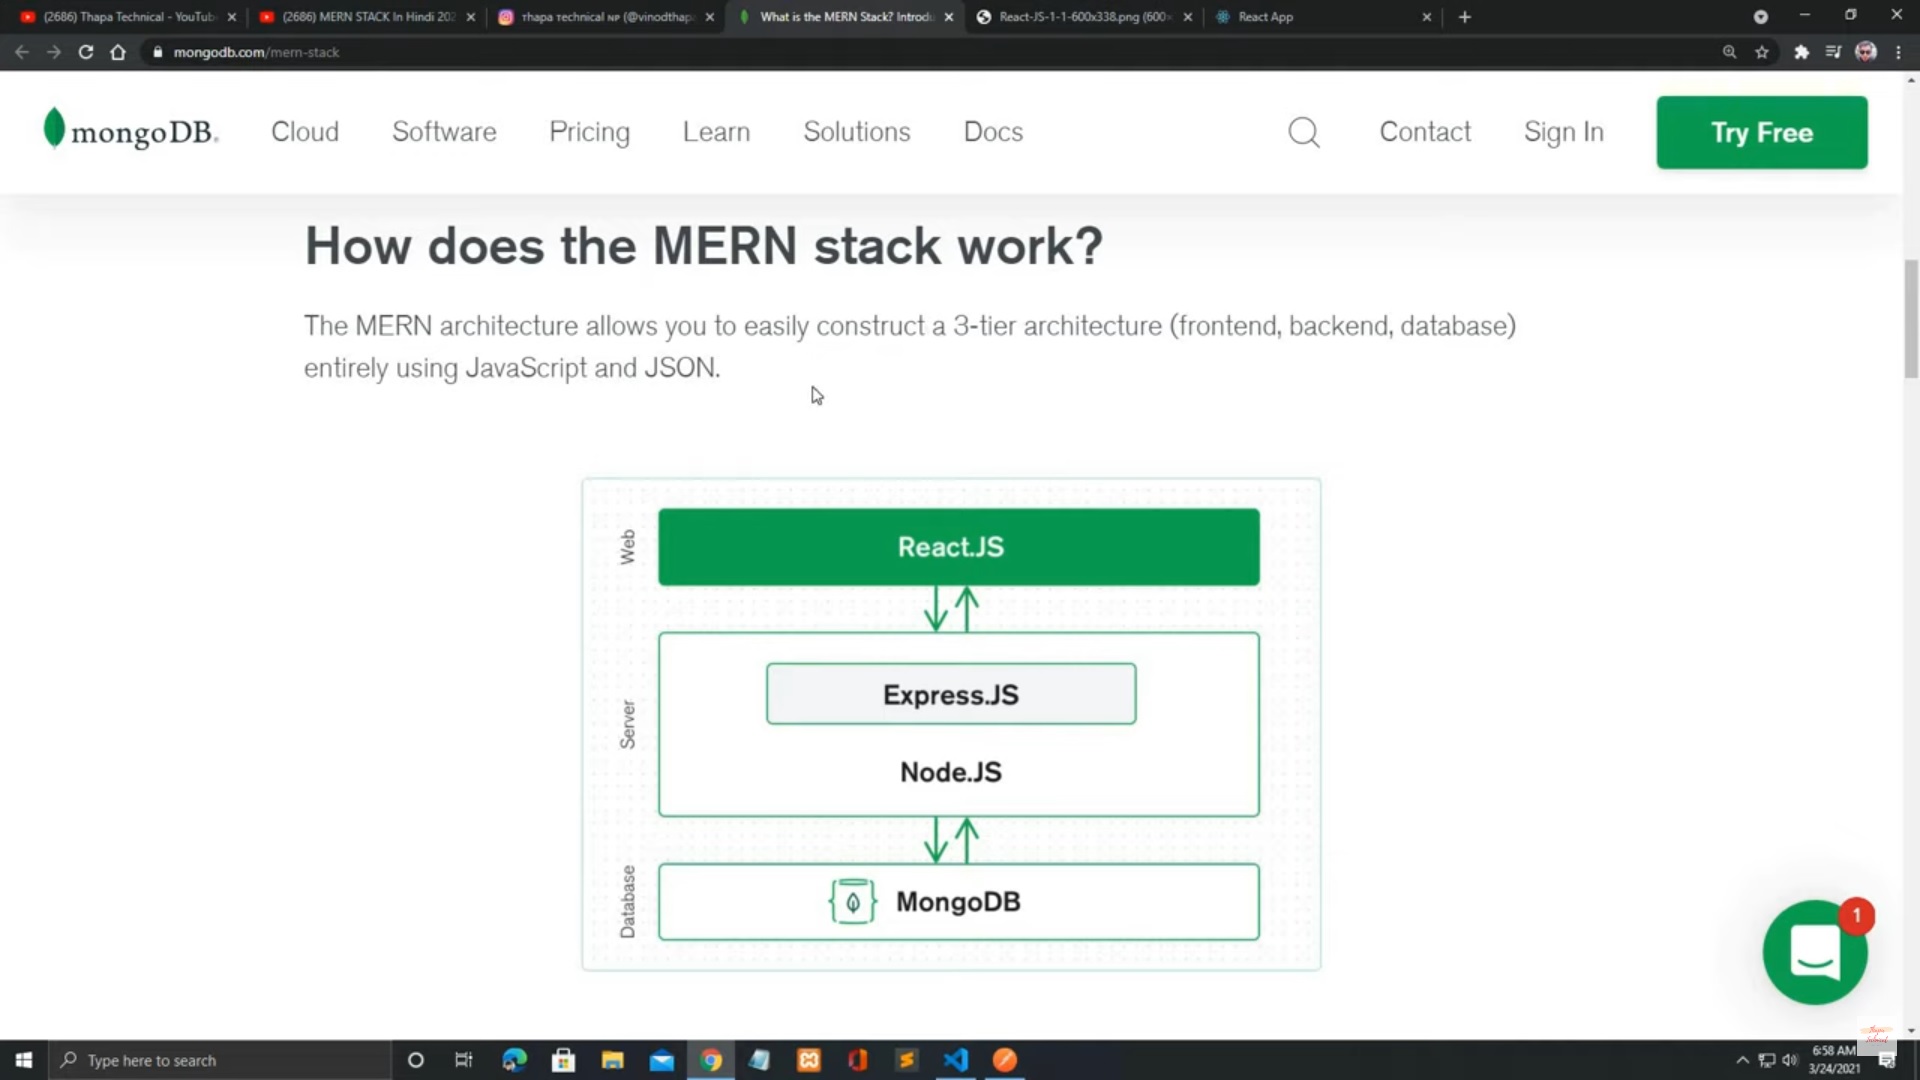 (2686) Thapa Technical - YouTub
(2686) MERN STACK In Hindi 202
Thapa Technical NP (@vinodthapa
What is the MERN Stack? Introdu
React-JS-1-1-600x338.png (600×
React App
mongodb.com/mern-stack
mongoDB.
Cloud
Software
Pricing
Learn
Solutions
Docs
Contact
Sign In
Try Free
How does the MERN stack work?
The MERN architecture allows you to easily construct a 3-tier architecture (frontend, backend, database)
entirely using JavaScript and JSON.
Web
React.JS
Server
Express.JS
Node.JS
Database
MongoDB
1
Type here to search
6:58 AM
3/24/2021